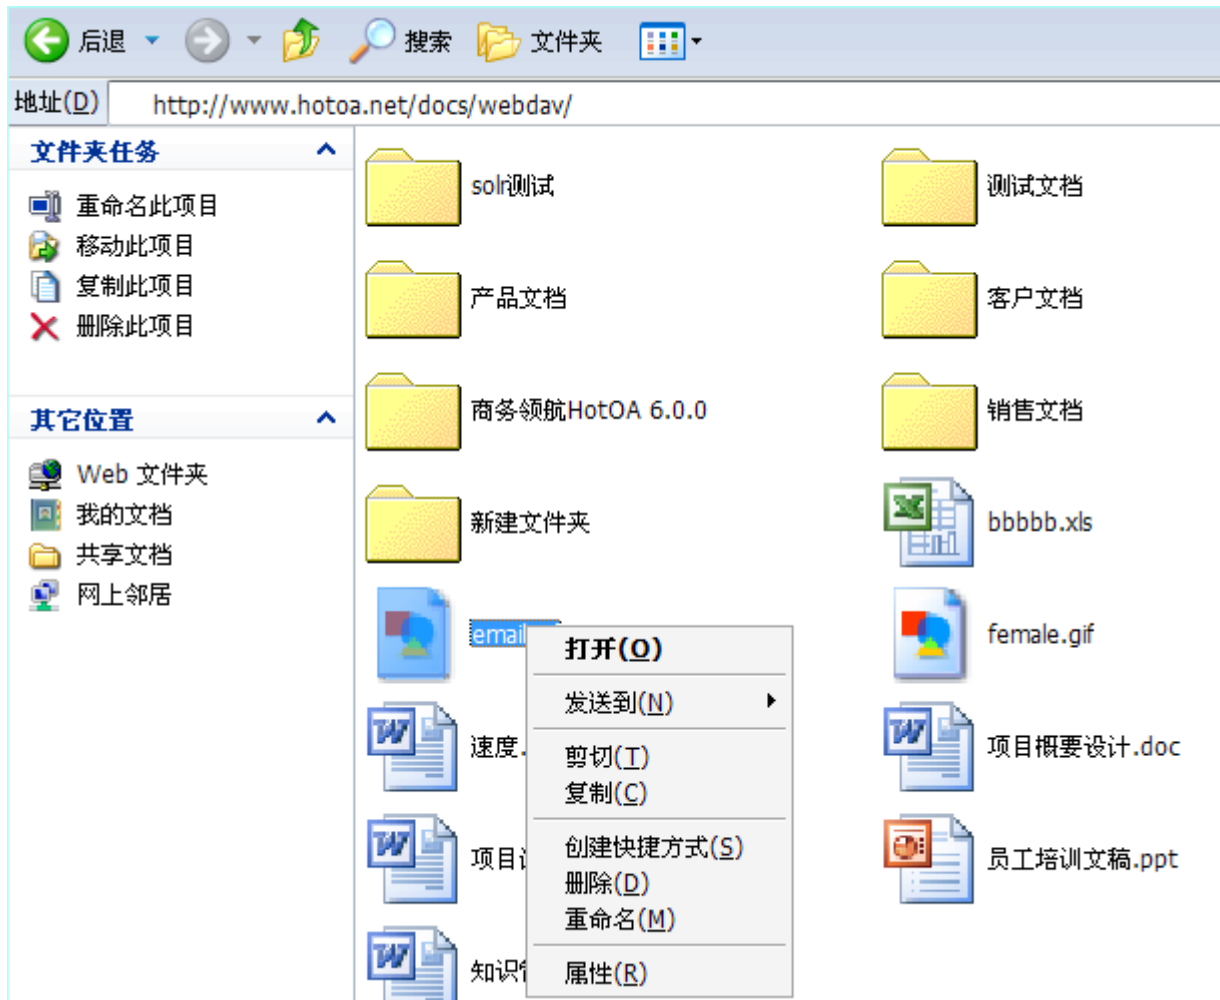 后退 搜索 文件夹
地址(D) http://www.hotoa.net/docs/webdav/
文件夹任务
重命名此项目
移动此项目
复制此项目
删除此项目
其它位置
Web 文件夹
我的文档
共享文档
网上邻居
solr测试
测试文档
产品文档
客户文档
商务领航HotOA 6.0.0
销售文档
新建文件夹
bbbbb.xls
email
female.gif
速度.
项目概要设计.doc
项目
员工培训文稿.ppt
知识
打开(O)
发送到(N)
剪切(T)
复制(C)
创建快捷方式(S)
删除(D)
重命名(M)
属性(R)